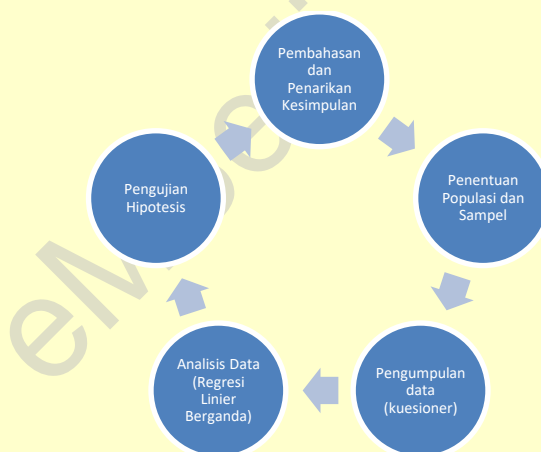 Pembahasan
dan
Penarikan
Kesimpulan
Penentuan
Populasi dan
Sampel
Pengumpulan
data
(kuesioner)
Analisis Data
(Regresi
Linier
Berganda)
Pengujian
Hipotesis